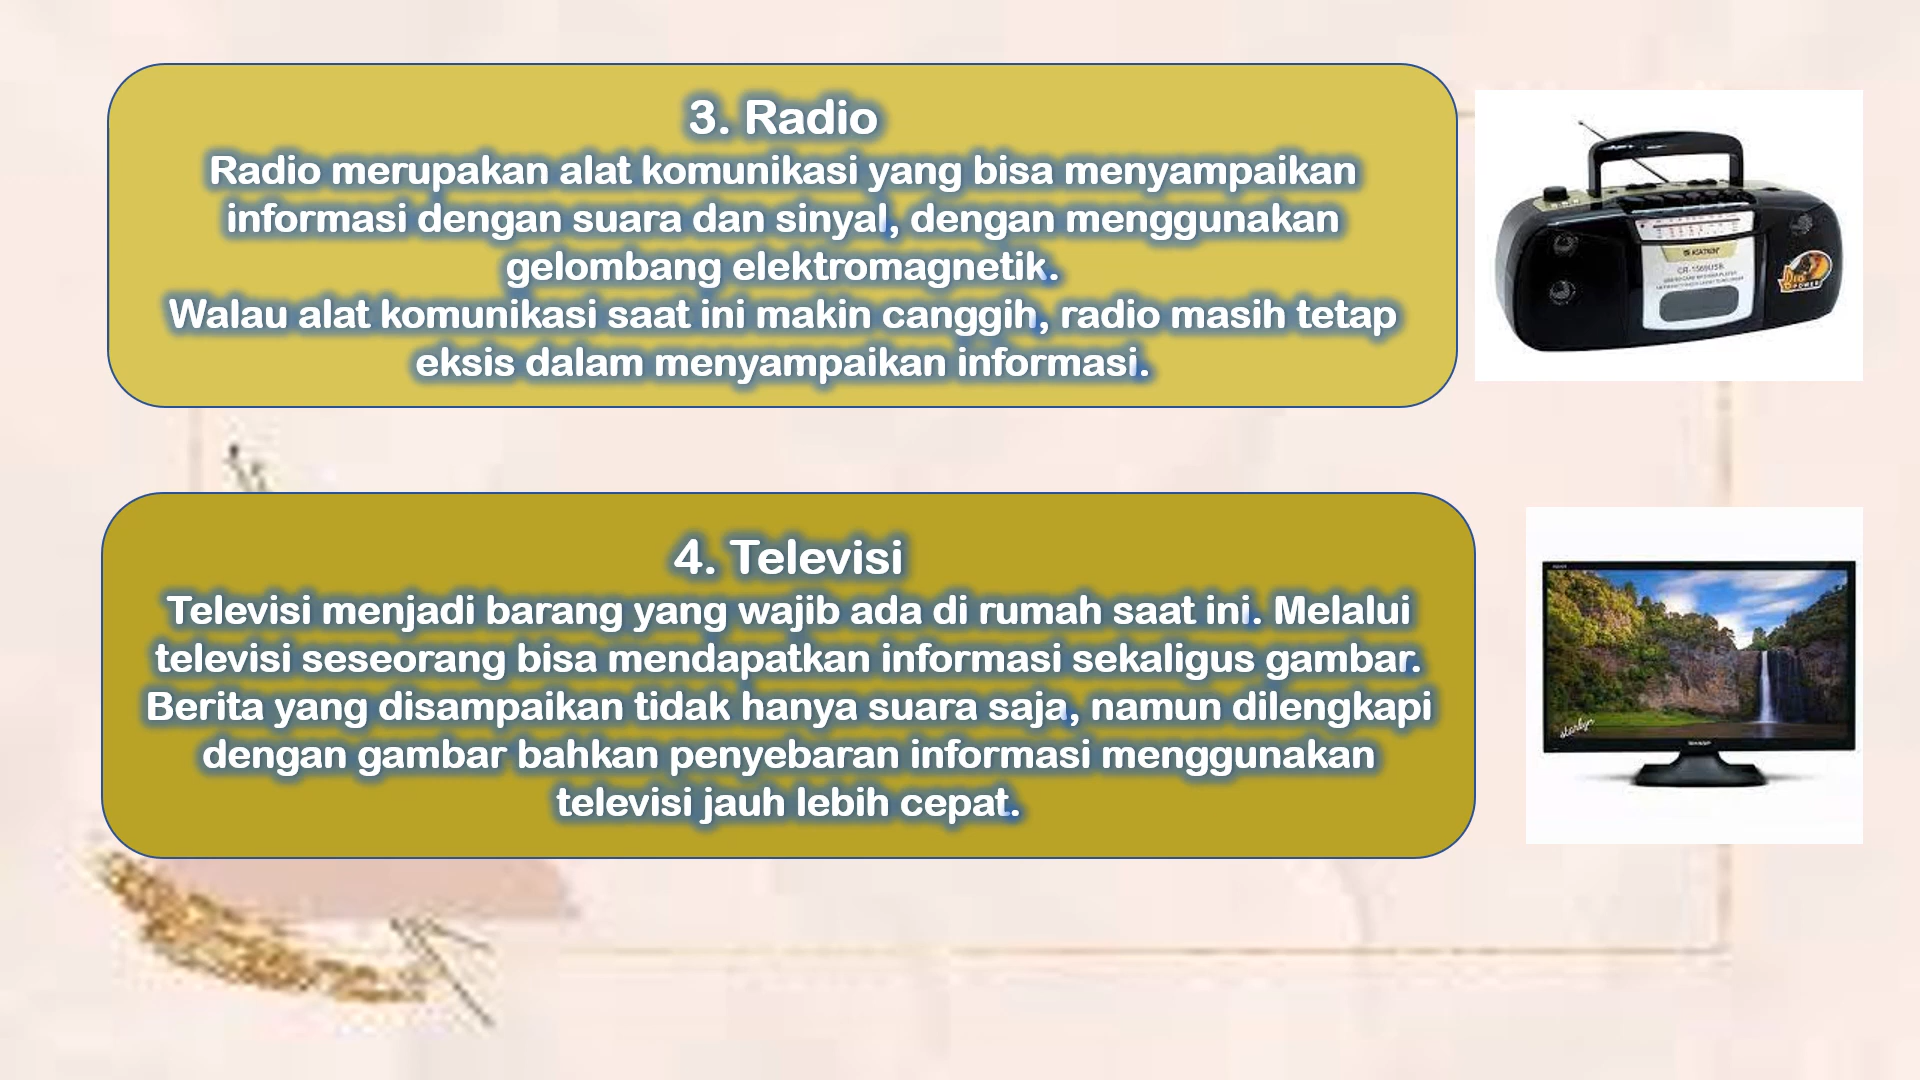 3. Radio
Radio merupakan alat komunikasi yang bisa menyampaikan
informasi dengan suara dan sinyal, dengan menggunakan
gelombang elektromagnetik.
Walau alat komunikasi saat ini makin canggih, radio masih tetap
eksis dalam menyampaikan informasi.
CR-1569USB
POWER
4. Televisi
Televisi menjadi barang yang wajib ada di rumah saat ini. Melalui
televisi seseorang bisa mendapatkan informasi sekaligus gambar.
Berita yang disampaikan tidak hanya suara saja, namun dilengkapi
dengan gambar bahkan penyebaran informasi menggunakan
televisi jauh lebih cepat.